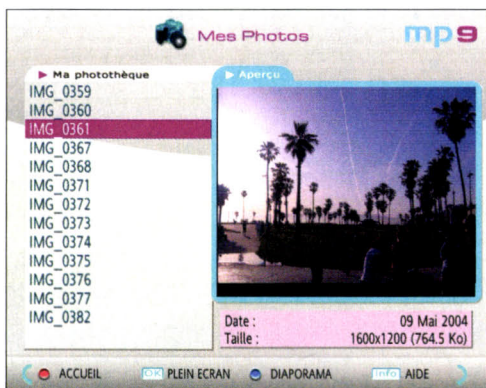 Mes Photos
mp9
Ma photothèque
Aperçu
IMG_0359
IMG_0360
IMG_0361
IMG_0367
IMG_0368
IMG_0371
IMG_0372
IMG_0373
IMG_0374
IMG_0375
IMG_0376
IMG_0377
IMG_0382
Date : 09 Mai 2004
Taille : 1600x1200 (764.5 Ko)
ACCUEIL OK PLEIN ECRAN DIAPORAMA Info AIDE